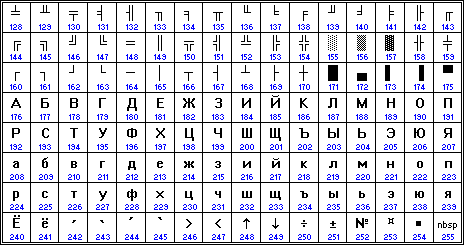 128 129 130 131 132 133 134 135 136 137 138 139 140 141 142 143
╔ ╗ ╝ ╚ ═ ║ ╦ ╣ ╩ ╠ ╬ ░ ▒ ▓
144 145 146 147 148 149 150 151 152 153 154 155 156 157 158 159
┌ ┐ ┘ └ ─ │ ┬ ┤ ┴ ├ ┼ █ ▄ ▌ ▐ ▀
160 161 162 163 164 165 166 167 168 169 170 171 172 173 174 175
А Б В Г Д Е Ж З И Й К Л М Н О П
176 177 178 179 180 181 182 183 184 185 186 187 188 189 190 191
Р С Т У Ф Х Ц Ч Ш Щ Ъ Ы Ь Э Ю Я
192 193 194 195 196 197 198 199 200 201 202 203 204 205 206 207
а б в г д е ж з и й к л м н о п
208 209 210 211 212 213 214 215 216 217 218 219 220 221 222 223
р с т у ф х ц ч ш щ ъ ы ь э ю я
224 225 226 227 228 229 230 231 232 233 234 235 236 237 238 239
Ё ё ˏ ˎ ´ ` > < ↑ ↓ ÷ ± № ¤ ■ nbsp
240 241 242 243 244 245 246 247 248 249 250 251 252 253 254 255